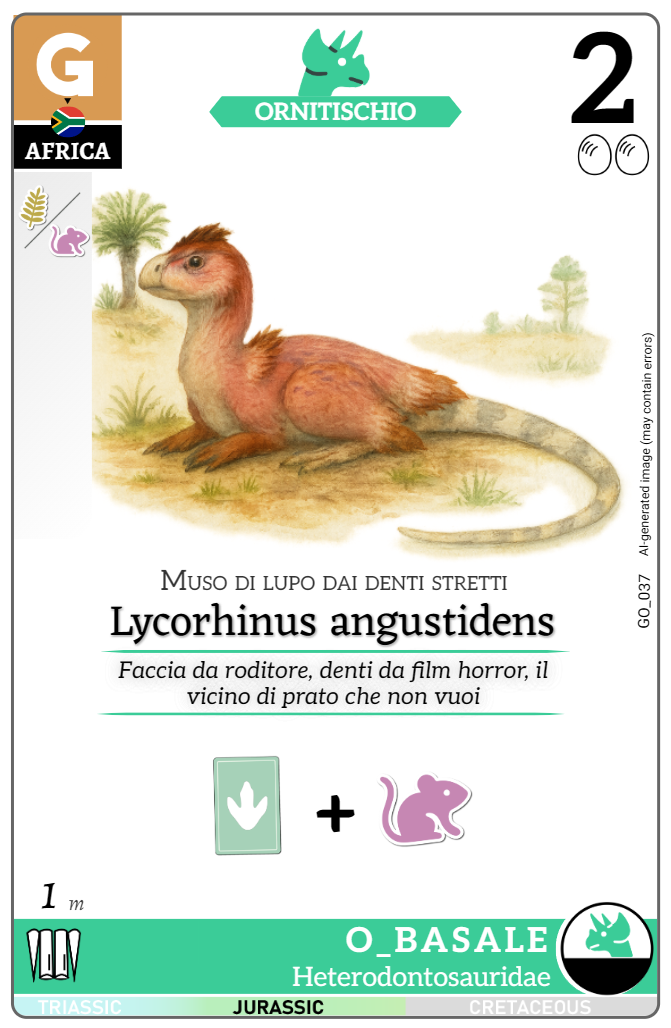 G
AFRICA
ORNITISCHIO
2
AI-generated image (may contain errors)
GO_037
Muso di lupo dai denti stretti
Lycorhinus angustidens
Faccia da roditore, denti da film horror, il
vicino di prato che non vuoi
+
1 m
O_BASALE
Heterodontosauridae
TRIASSIC JURASSIC CRETACEOUS